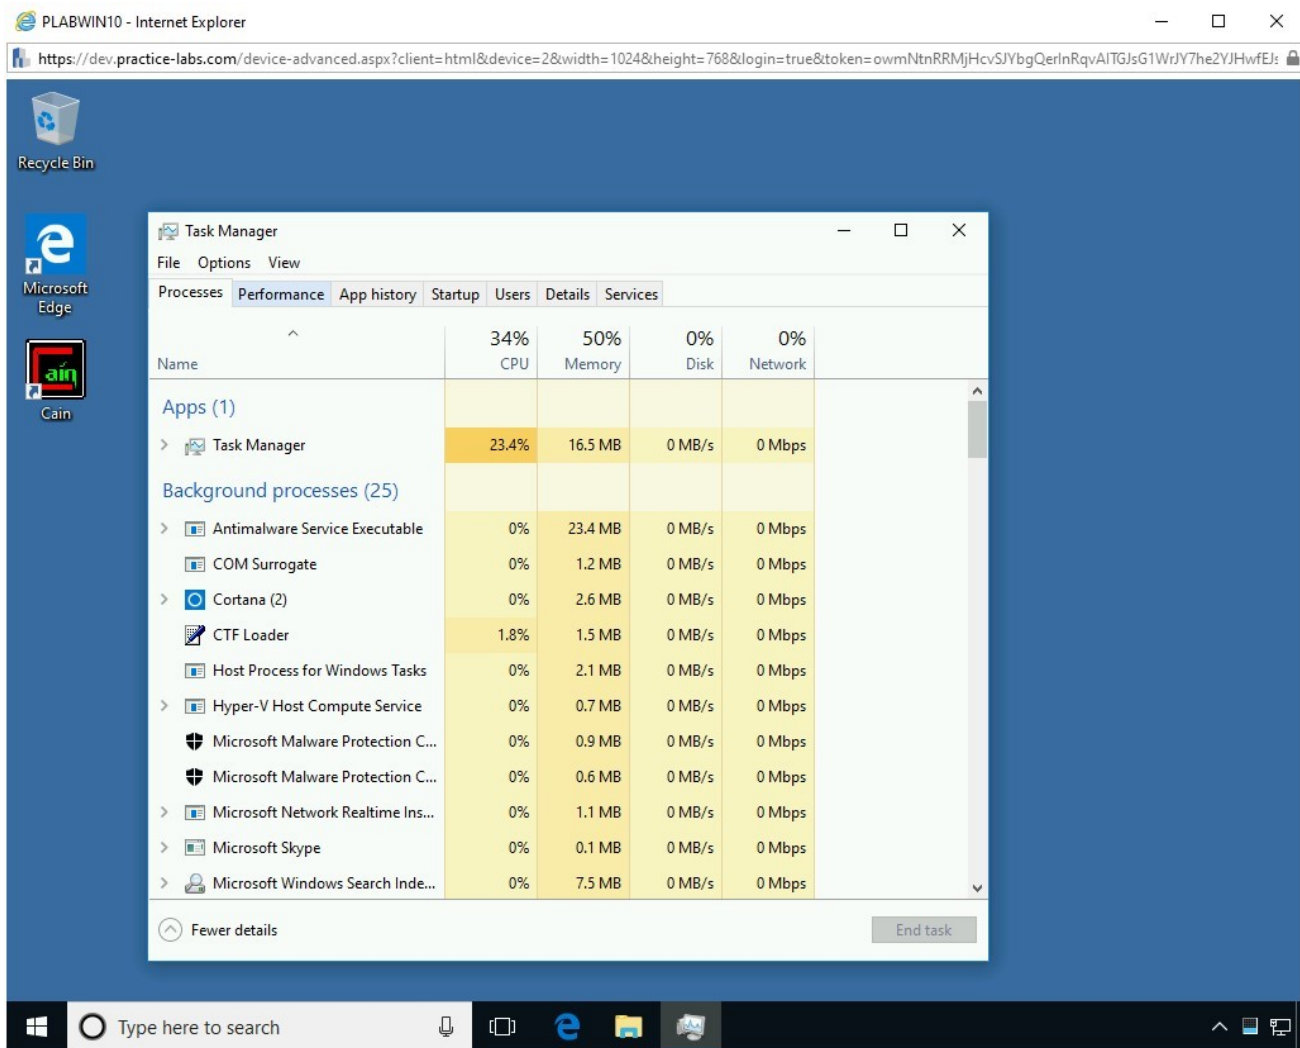 PLABWIN10 - Internet Explorer
https://dev.practice-labs.com/device-advanced.aspx?client=html&device=2&width=1024&height=768&login=true&token=
Recycle Bin
Microsoft
Edge
Cain
Cain
Task Manager
File Options View
Processes Performance App history Startup Users Details Services
34% 50% 0% 0%
Name CPU Memory Disk Network
Apps (1)
Task Manager 23.4% 16.5 MB 0 MB/s 0 Mbps
Background processes (25)
Antimalware Service Executable 0% 23.4 MB 0 MB/s 0 Mbps
COM Surrogate 0% 1.2 MB 0 MB/s 0 Mbps
Cortana (2) 0% 2.6 MB 0 MB/s 0 Mbps
CTF Loader 1.8% 1.5 MB 0 MB/s 0 Mbps
Host Process for Windows Tasks 0% 2.1 MB 0 MB/s 0 Mbps
Hyper-V Host Compute Service 0% 0.7 MB 0 MB/s 0 Mbps
Microsoft Malware Protection C... 0% 0.9 MB 0 MB/s 0 Mbps
Microsoft Malware Protection C... 0% 0.6 MB 0 MB/s 0 Mbps
Microsoft Network Realtime Ins... 0% 1.1 MB 0 MB/s 0 Mbps
Microsoft Skype 0% 0.1 MB 0 MB/s 0 Mbps
Microsoft Windows Search Inde... 0% 7.5 MB 0 MB/s 0 Mbps
Fewer details End task
Type here to search